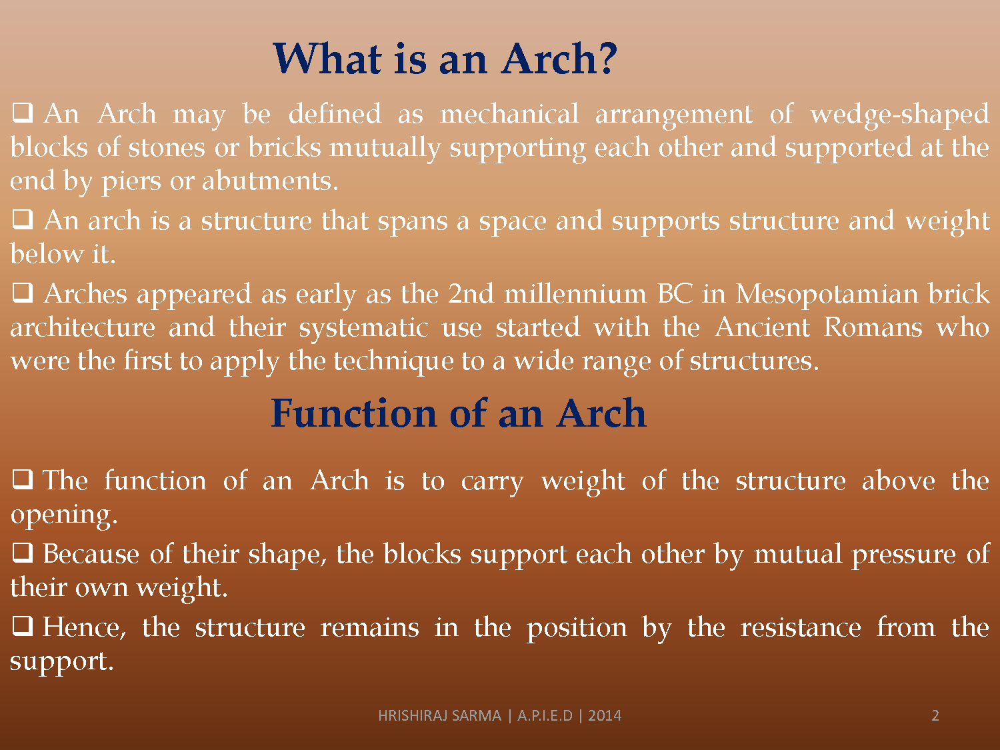 What is an Arch?
❑ An Arch may be defined as mechanical arrangement of wedge-shaped
blocks of stones or bricks mutually supporting each other and supported at the
end by piers or abutments.
❑ An arch is a structure that spans a space and supports structure and weight
below it.
❑ Arches appeared as early as the 2nd millennium BC in Mesopotamian brick
architecture and their systematic use started with the Ancient Romans who
were the first to apply the technique to a wide range of structures.
Function of an Arch
❑ The function of an Arch is to carry weight of the structure above the
opening.
❑ Because of their shape, the blocks support each other by mutual pressure of
their own weight.
❑ Hence, the structure remains in the position by the resistance from the
support.
HRISHIRAJ SARMA | A.P.I.E.D | 2014
2